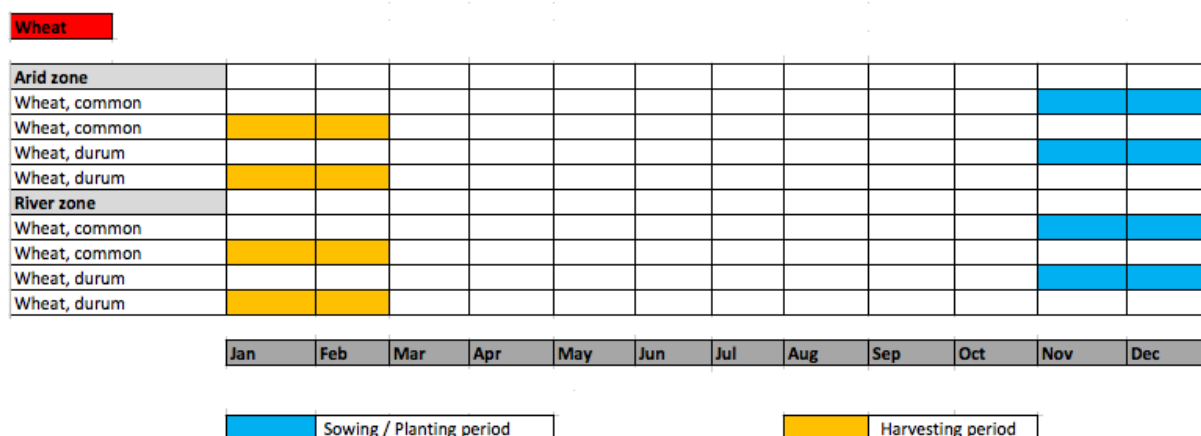 Wheat
Arid zone
Wheat, common
Wheat, common
Wheat, durum
Wheat, durum
River zone
Wheat, common
Wheat, common
Wheat, durum
Wheat, durum
Jan Feb Mar Apr May Jun Jul Aug Sep Oct Nov Dec
Sowing / Planting period Harvesting period